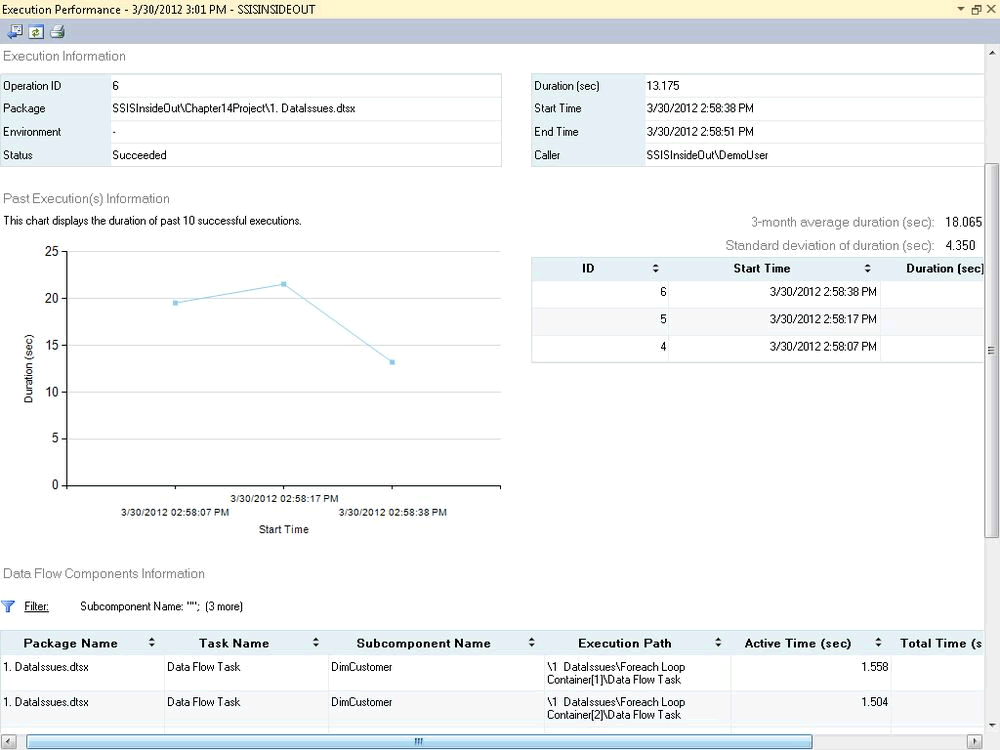 Execution Performance - 3/30/2012 3:01 PM - SSISINSIDEOUT
Execution Information
Operation ID 6
Package SSISInsideOut\Chapter14Project\1. DataIssues.dtsx
Environment -
Status Succeeded
Duration (sec) 13.175
Start Time 3/30/2012 2:58:38 PM
End Time 3/30/2012 2:58:51 PM
Caller SSISInsideOut\DemoUser
Past Execution(s) Information
This chart displays the duration of past 10 successful executions.
25
20
15
10
5
0
Duration (sec)
3/30/2012 02:58:17 PM
3/30/2012 02:58:07 PM 3/30/2012 02:58:38 PM
Start Time
3-month average duration (sec): 18.065
Standard deviation of duration (sec): 4.350
ID Start Time Duration (sec)
6 3/30/2012 2:58:38 PM
5 3/30/2012 2:58:17 PM
4 3/30/2012 2:58:07 PM
Data Flow Components Information
Filter: Subcomponent Name: '""'; (3 more)
Package Name Task Name Subcomponent Name Execution Path Active Time (sec) Total Time (s
1. DataIssues.dtsx Data Flow Task DimCustomer \1 DataIssues\Foreach Loop 1.558
Container[1]\Data Flow Task
1. DataIssues.dtsx Data Flow Task DimCustomer \1 DataIssues\Foreach Loop 1.504
Container[2]\Data Flow Task